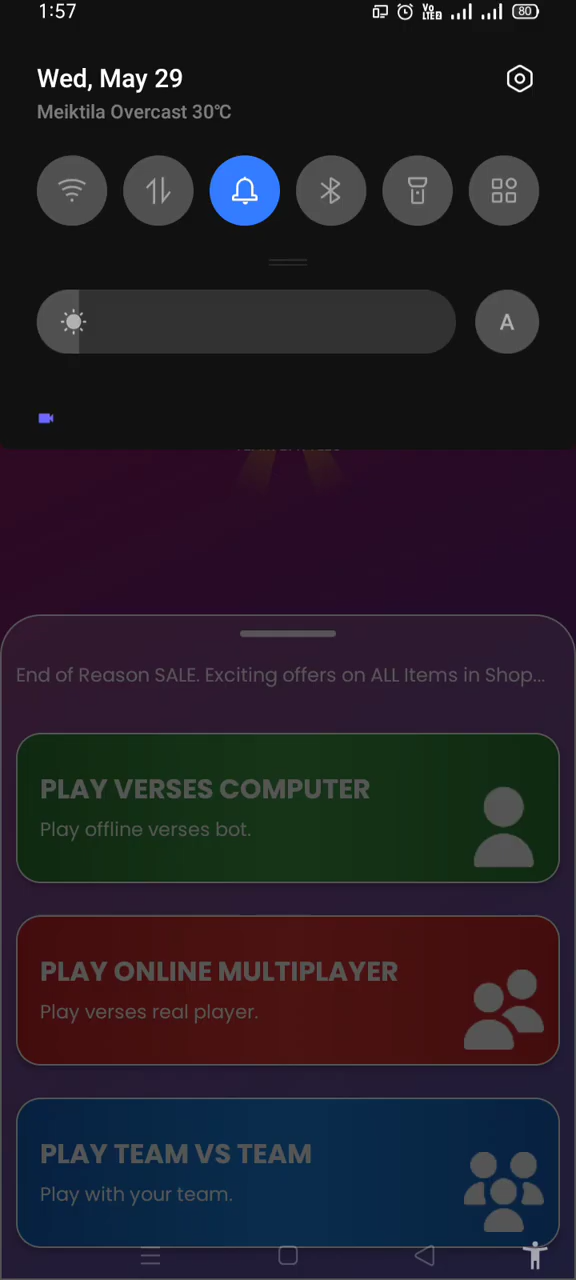 1:57
Vo
LTE2
80
Wed, May 29
Meiktila Overcast 30℃
A
End of Reason SALE. Exciting offers on ALL Items in Shop...
PLAY VERSES COMPUTER
Play offline verses bot.
PLAY ONLINE MULTIPLAYER
Play verses real player.
PLAY TEAM VS TEAM
Play with your team.